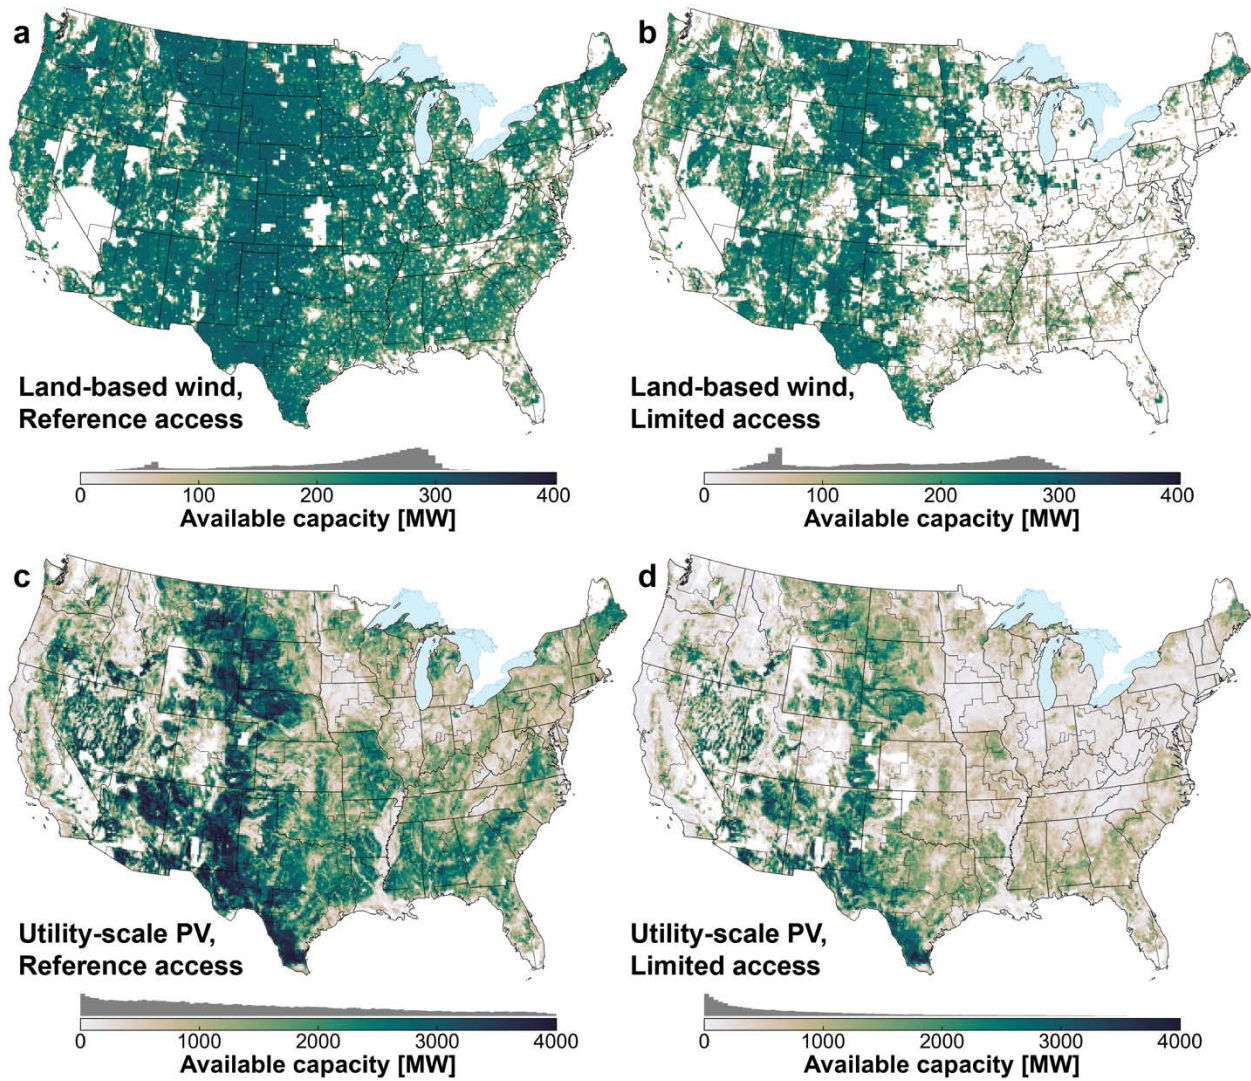 a
b
Land-based wind,
Reference access
Land-based wind,
Limited access
0 100 200 300 400
Available capacity [MW]
0 100 200 300 400
Available capacity [MW]
c
d
Utility-scale PV,
Reference access
Utility-scale PV,
Limited access
0 1000 2000 3000 4000
Available capacity [MW]
0 1000 2000 3000 4000
Available capacity [MW]